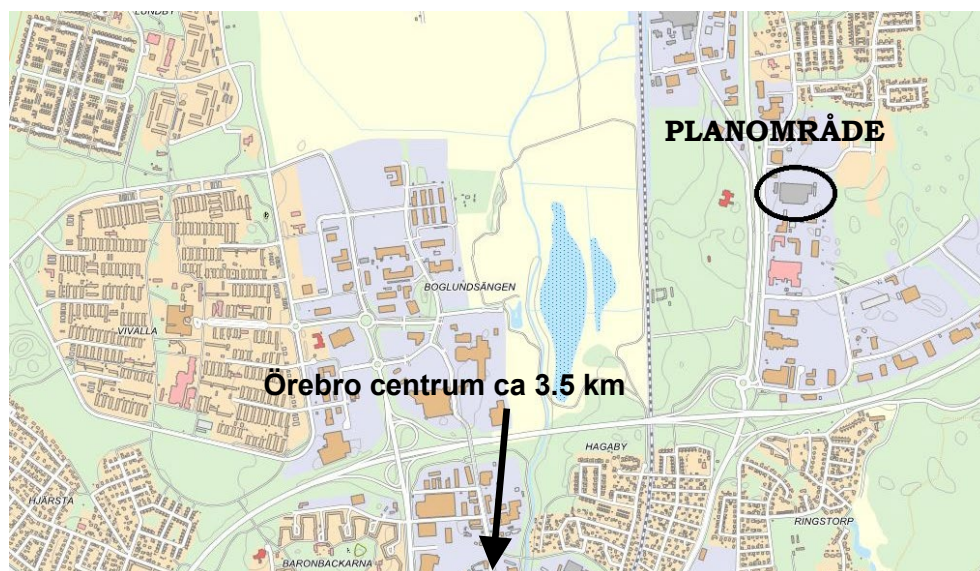 LUNDBY
PLANOMRÅDE
BOGLUNDSÄNGEN
VIVALLA
Örebro centrum ca 3.5 km
HAGABY
HJÄRSTA
RINGSTORP
BARONBACKARNA